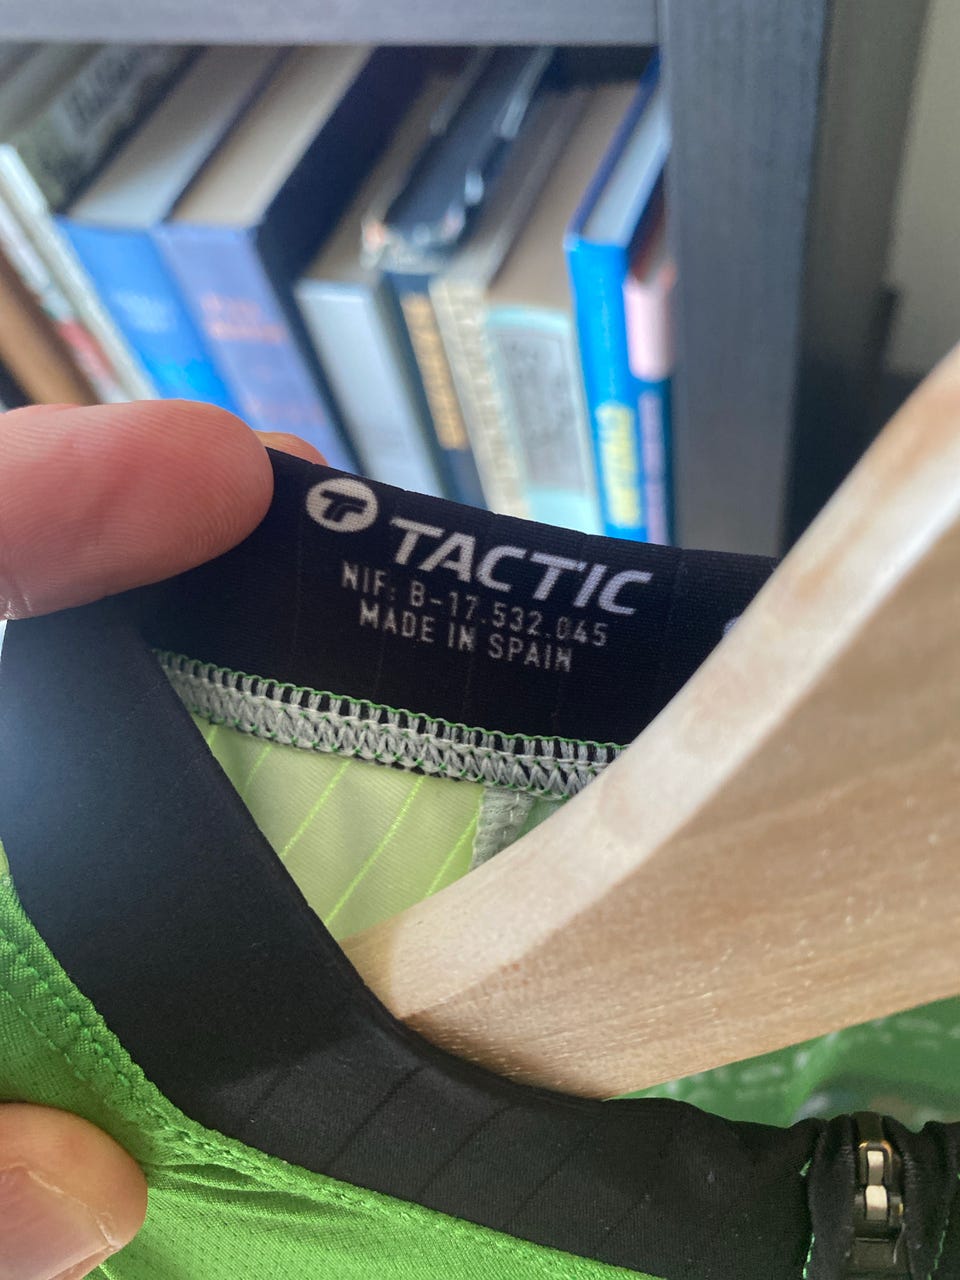 TACTIC
NIF: B-17.532.045
MADE IN SPAIN